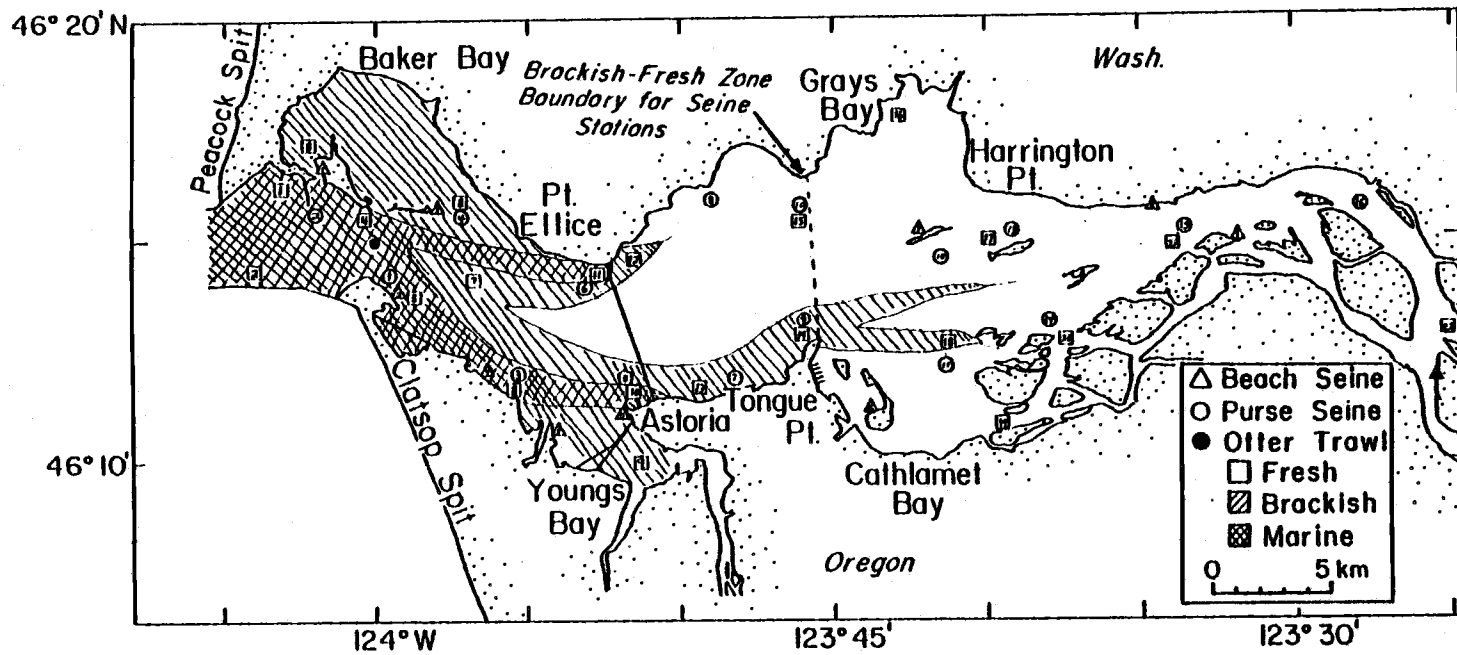 46° 20' N
Baker Bay
Peacock Spit
Brackish-Fresh Zone
Boundary for Seine
Stations
Grays
Bay
Wash.
Harrington
Pt.
Pt.
Ellice
Clatsop Spit
Astoria
Tongue
Pt.
46° 10'
Youngs
Bay
Cathlamet
Bay
Oregon
Beach Seine
Purse Seine
Otter Trawl
Fresh
Brackish
Marine
0 5 km
124° W
123° 45'
123° 30'